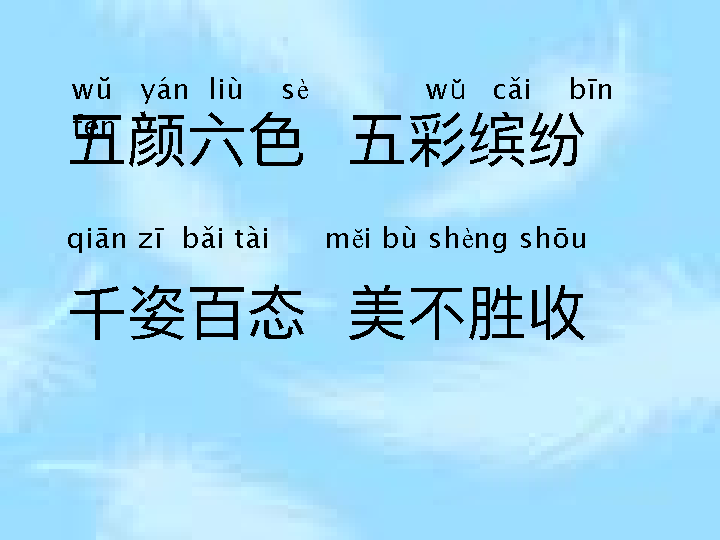 wǔ yán liù sè wǔ cǎi bīn
五颜六色 五彩缤纷
qiān zī bǎi tài měi bù shèng shōu
千姿百态 美不胜收